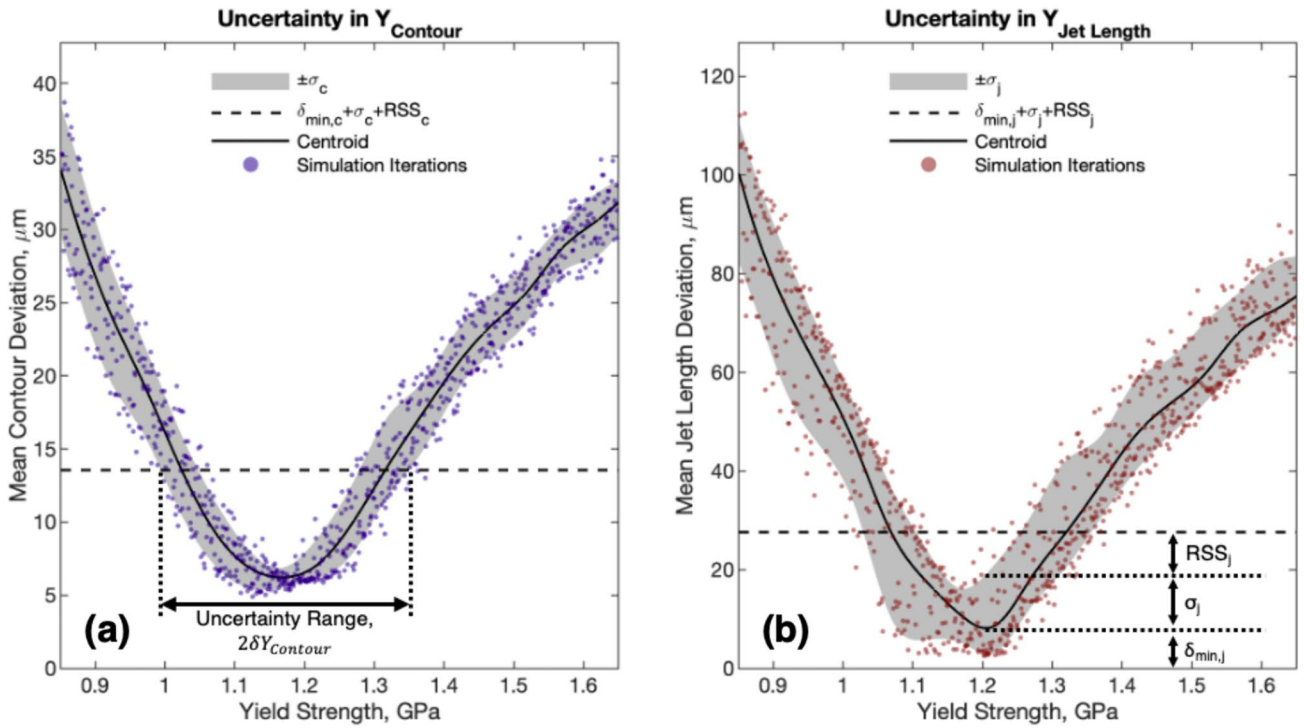 Uncertainty in Y_Contour
±σ_c
δ_min,c+σ_c+RSS_c
Centroid
Simulation Iterations
40
35
30
25
20
15
10
5
0
Mean Contour Deviation, μm
(a)
Uncertainty Range,
2δY_Contour
0.9 1 1.1 1.2 1.3 1.4 1.5 1.6
Yield Strength, GPa
Uncertainty in Y_Jet Length
±σ_j
δ_min,j+σ_j+RSS_j
Centroid
Simulation Iterations
120
100
80
60
40
20
0
Mean Jet Length Deviation, μm
RSS_j
σ_j
δ_min,j
(b)
0.9 1 1.1 1.2 1.3 1.4 1.5 1.6
Yield Strength, GPa